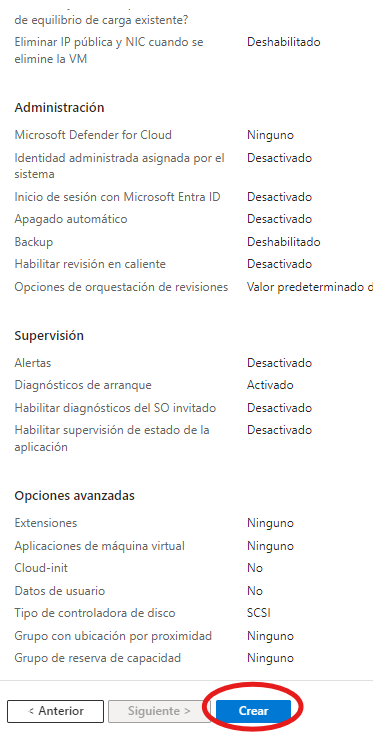 de equilibrio de carga existente?
Eliminar IP pública y NIC cuando se Deshabilitado
elimine la VM
Administración
Microsoft Defender for Cloud Ninguno
Identidad administrada asignada por el Desactivado
sistema
Inicio de sesión con Microsoft Entra ID Desactivado
Apagado automático Desactivado
Backup Deshabilitado
Habilitar revisión en caliente Desactivado
Opciones de orquestación de revisiones Valor predeterminado d
Supervisión
Alertas Desactivado
Diagnósticos de arranque Activado
Habilitar diagnósticos del SO invitado Desactivado
Habilitar supervisión de estado de la Desactivado
aplicación
Opciones avanzadas
Extensiones Ninguno
Aplicaciones de máquina virtual Ninguno
Cloud-init No
Datos de usuario No
Tipo de controladora de disco SCSI
Grupo con ubicación por proximidad Ninguno
Grupo de reserva de capacidad Ninguno
< Anterior Siguiente > Crear